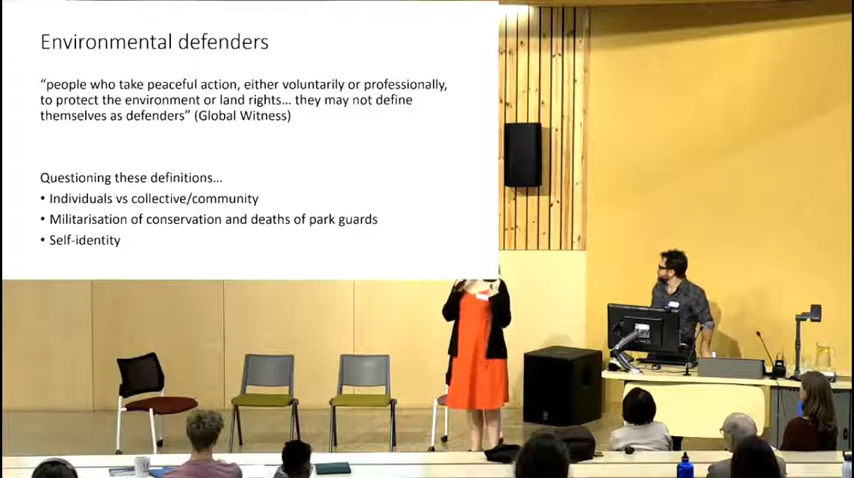 Environmental defenders
“people who take peaceful action, either voluntarily or professionally,
to protect the environment or land rights… they may not define
themselves as defenders” (Global Witness)
Questioning these definitions…
• Individuals vs collective/community
• Militarisation of conservation and deaths of park guards
• Self-identity